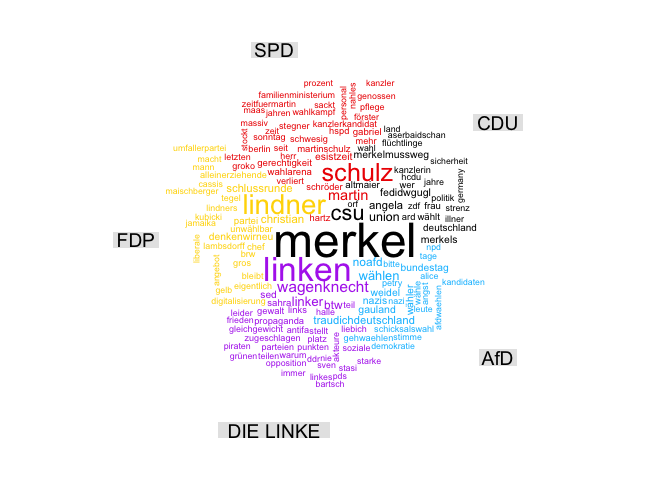 SPD
prozent kanzler
familienministerium personal nahles genossen
zeitfuermartin sackt pflege
maas jahren wahlkampf förster
CDU
massiv stegner kanzlerkandidat land
stockt zeit hspd gabriel aserbaidschan
sonntag schwesig mehr flüchtlinge
umfallerpartei berlin seit martinschulz wahl
macht letzten herr esistzeit merkelmussweg
mann groko gerechtigkeit sicherheit
alleinerziehende wahlarena schulz kanzlerin
cassis verliert hcdu germany
maischberger schlussrunde schröder altmaier wer jahre
tegel martin fedidwgugl politik
lindners lindner orf angela zdf frau strenz
kubicki partei christian hartz csu union ard wählt illner
jamaika unwählbar deutschland
FDP
denkenwirneu merkel merkels
liberale lambsdorff chef npd
brw linken noafd bitte tage
gros bundestag
angebot bleibt wählen alice
eigentlich wagenknecht petry kandidaten
gelb sed weidel wähler wähle angst
digitalisierung sahra linker btw teil nazis nazi afdwaehlen
leider gewalt links halle gauland leute
frieden propaganda traudichdeutschland
gleichgewicht antifa stellt liebich schicksalswahl
zugeschlagen platz akteure gehwaehlen stimme
piraten parteien punkten soziale demokratie
AfD
grünen teilen warum ddr nie starke
opposition sven stasi
immer linkes pds
bartsch
DIE LINKE